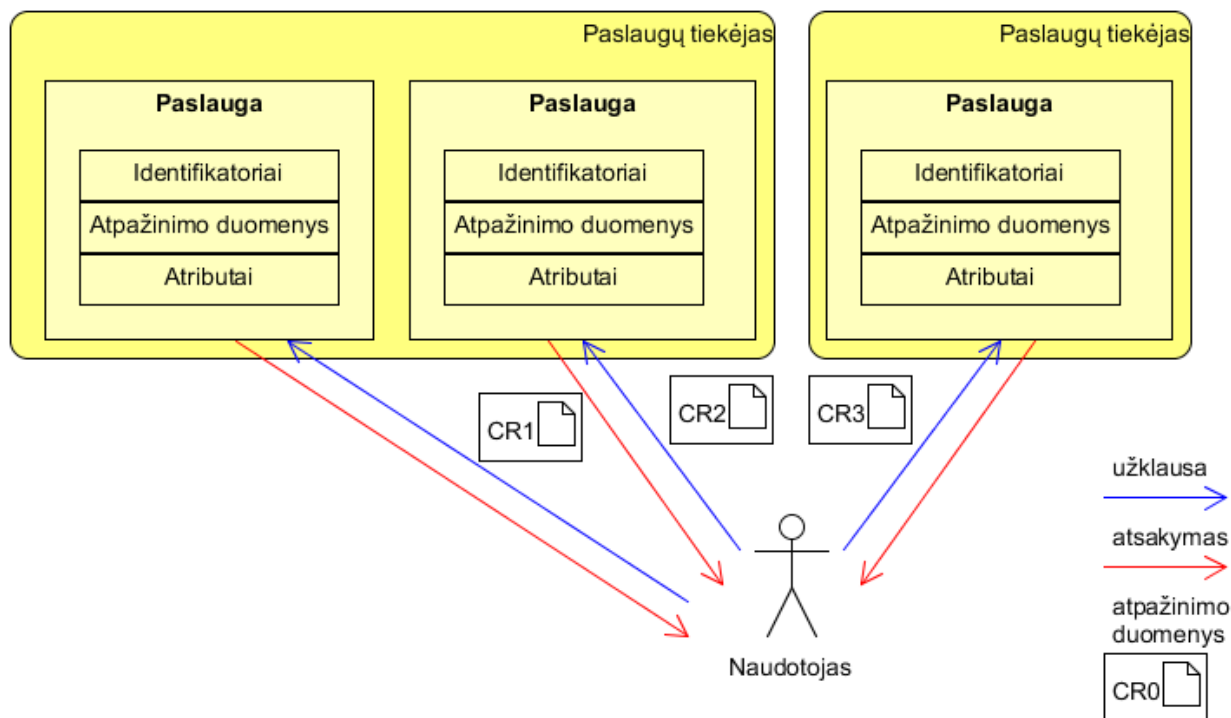 Paslaugų tiekėjas
Paslauga
Identifikatoriai
Atpažinimo duomenys
Atributai
Paslauga
Identifikatoriai
Atpažinimo duomenys
Atributai
Paslaugų tiekėjas
Paslauga
Identifikatoriai
Atpažinimo duomenys
Atributai
CR1
CR2
CR3
Naudotojas
užklausa
atsakymas
atpažinimo
duomenys
CR0